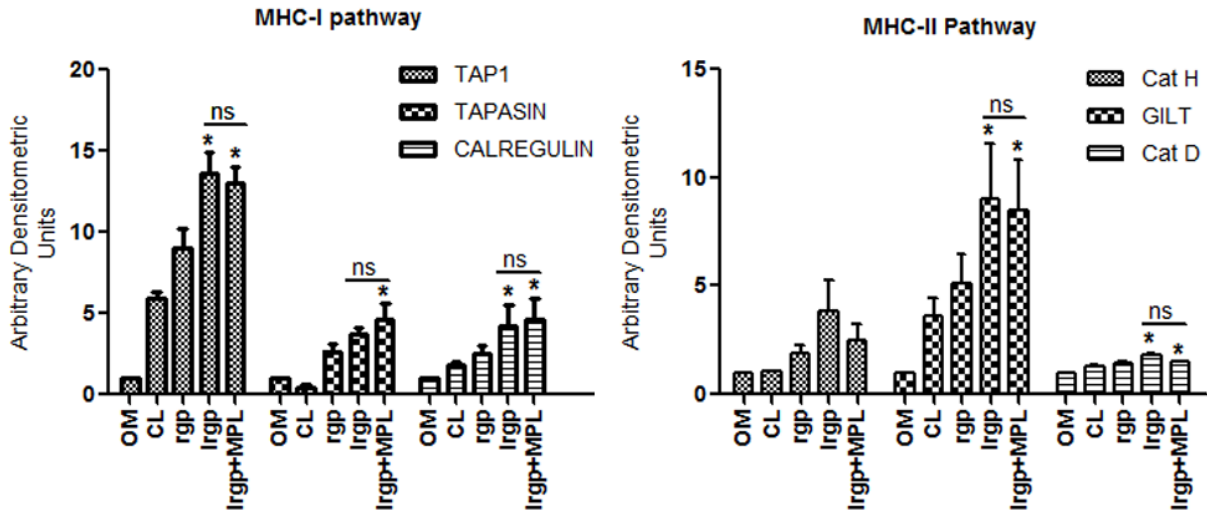 MHC-I pathway
Arbitrary Densitometric
Units
20
15
10
5
0
TAP1
TAPASIN
CALREGULIN
ns
*
*
ns
*
ns
*
*
OM
CL
rgp
lrgp
lrgp+MPL
OM
CL
rgp
lrgp
lrgp+MPL
OM
CL
rgp
lrgp
lrgp+MPL
MHC-II Pathway
Arbitrary Densitometric
Units
15
10
5
0
Cat H
GILT
Cat D
ns
*
*
ns
*
*
OM
CL
rgp
lrgp
lrgp+MPL
OM
CL
rgp
lrgp
lrgp+MPL
OM
CL
rgp
lrgp
lrgp+MPL